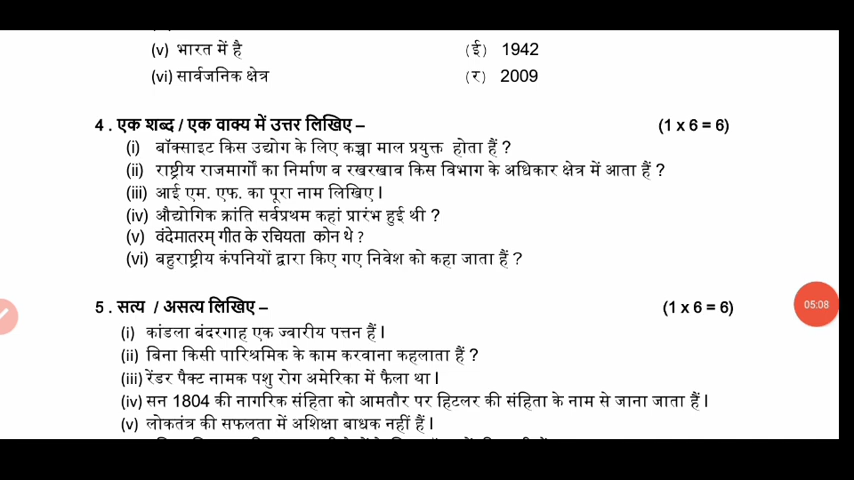 (v) भारत में है (ई) 1942
(vi) सार्वजनिक क्षेत्र (र) 2009
4 . एक शब्द / एक वाक्य में उत्तर लिखिए – (1 x 6 = 6)
(i) बॉक्साइट किस उद्योग के लिए कच्चा माल प्रयुक्त होता हैं ?
(ii) राष्ट्रीय राजमार्गों का निर्माण व रखरखाव किस विभाग के अधिकार क्षेत्र में आता हैं ?
(iii) आई एम. एफ. का पूरा नाम लिखिए l
(iv) औद्योगिक क्रांति सर्वप्रथम कहां प्रारंभ हुई थी ?
(v) वंदेमातरम् गीत के रचियता कोन थे ?
(vi) बहुराष्ट्रीय कंपनियों द्वारा किए गए निवेश को कहा जाता हैं ?
5 . सत्य / असत्य लिखिए – (1 x 6 = 6)
05:08
(i) कांडला बंदरगाह एक ज्वारीय पत्तन हैं l
(ii) बिना किसी पारिश्रमिक के काम करवाना कहलाता हैं ?
(iii) रेंडर पैक्ट नामक पशु रोग अमेरिका में फैला था l
(iv) सन 1804 की नागरिक संहिता को आमतौर पर हिटलर की संहिता के नाम से जाना जाता हैं l
(v) लोकतंत्र की सफलता में अशिक्षा बाधक नहीं हैं l